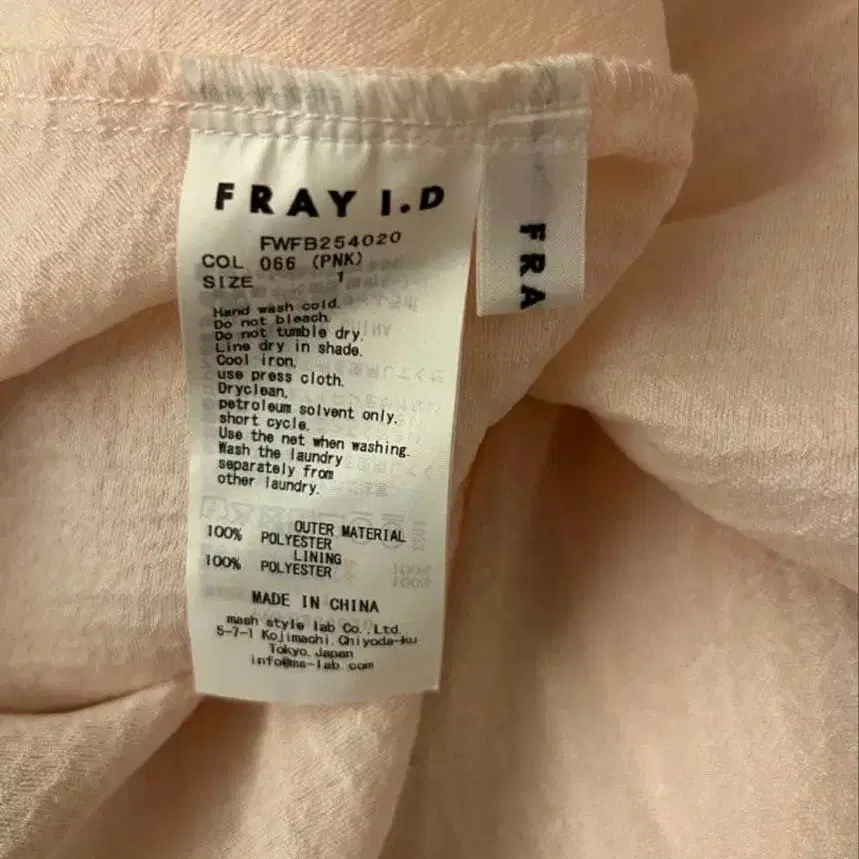 FRAY I.D
FWFB254020
COL 066 (PNK)
SIZE 1
Hand wash cold.
Do not bleach.
Do not tumble dry.
Line dry in shade.
Cool iron.
use press cloth.
Dryclean,
petroleum solvent only.
short cycle.
Use the net when washing.
Wash the laundry
separately from
other laundry.
OUTER MATERIAL
100% POLYESTER
LINING
100% POLYESTER
MADE IN CHINA
mash style lab Co.,Ltd.
5-7-1 Kojimachi,Chiyoda-ku
Tokyo,Japan
info@ms-lab.com
FRA